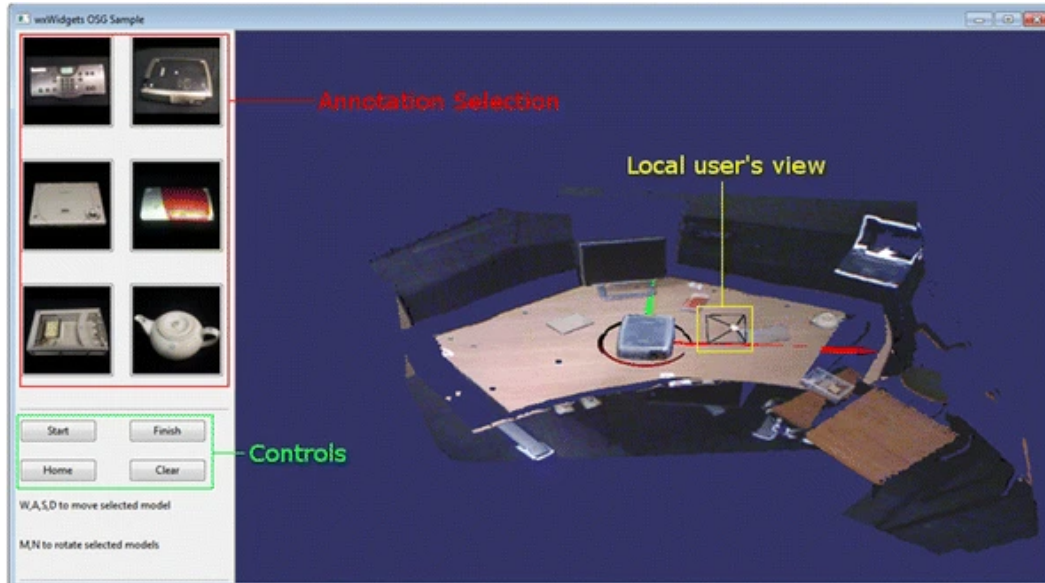 wxWidgets OSG Sample
Annotation Selection
Local user's view
Start
Finish
Controls
Home
Clear
W,A,S,D to move selected model
M,N to rotate selected models